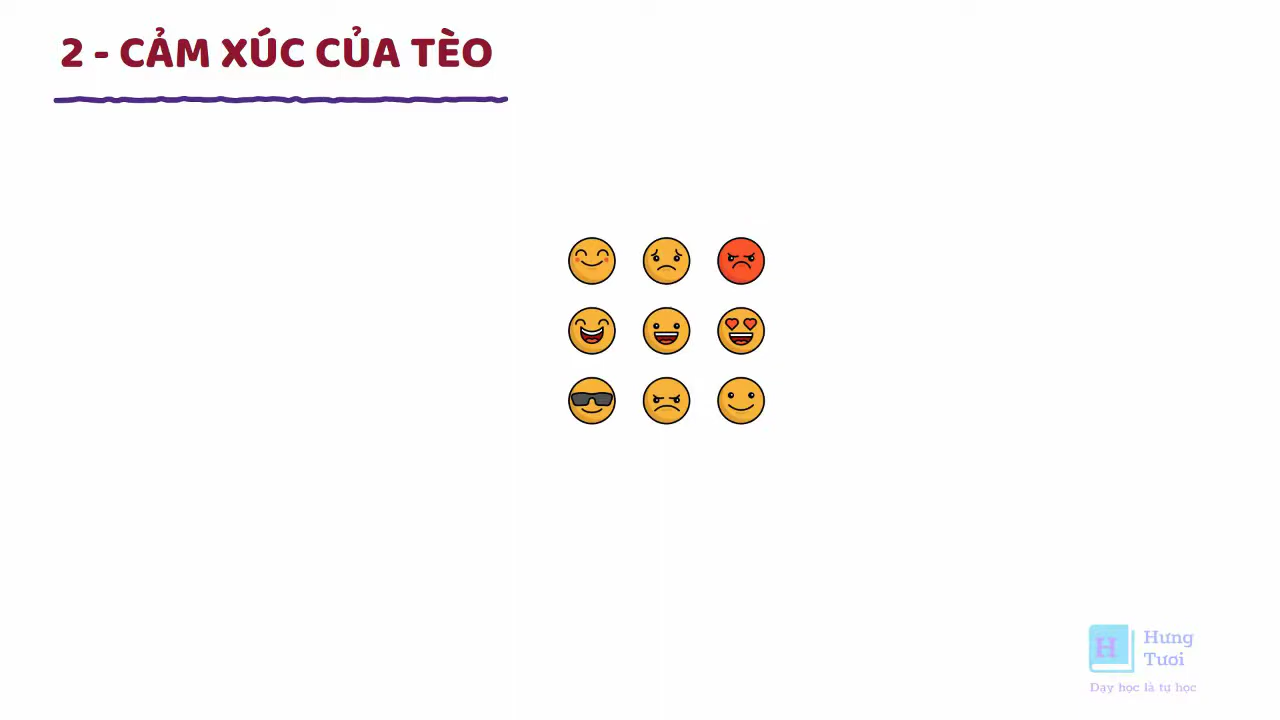 2 - CẢM XÚC CỦA TÈO
H
Hưng
Tươi
Dạy học là tự học